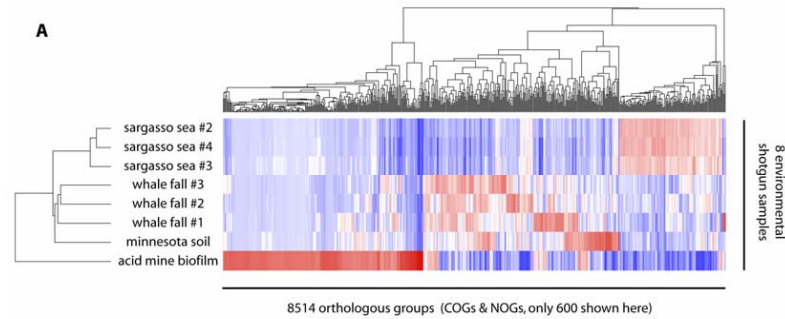 A
sargasso sea #2
sargasso sea #4
sargasso sea #3
whale fall #3
whale fall #2
whale fall #1
minnesota soil
acid mine biofilm
8 environmental
shotgun samples
8514 orthologous groups (COGs & NOGs, only 600 shown here)